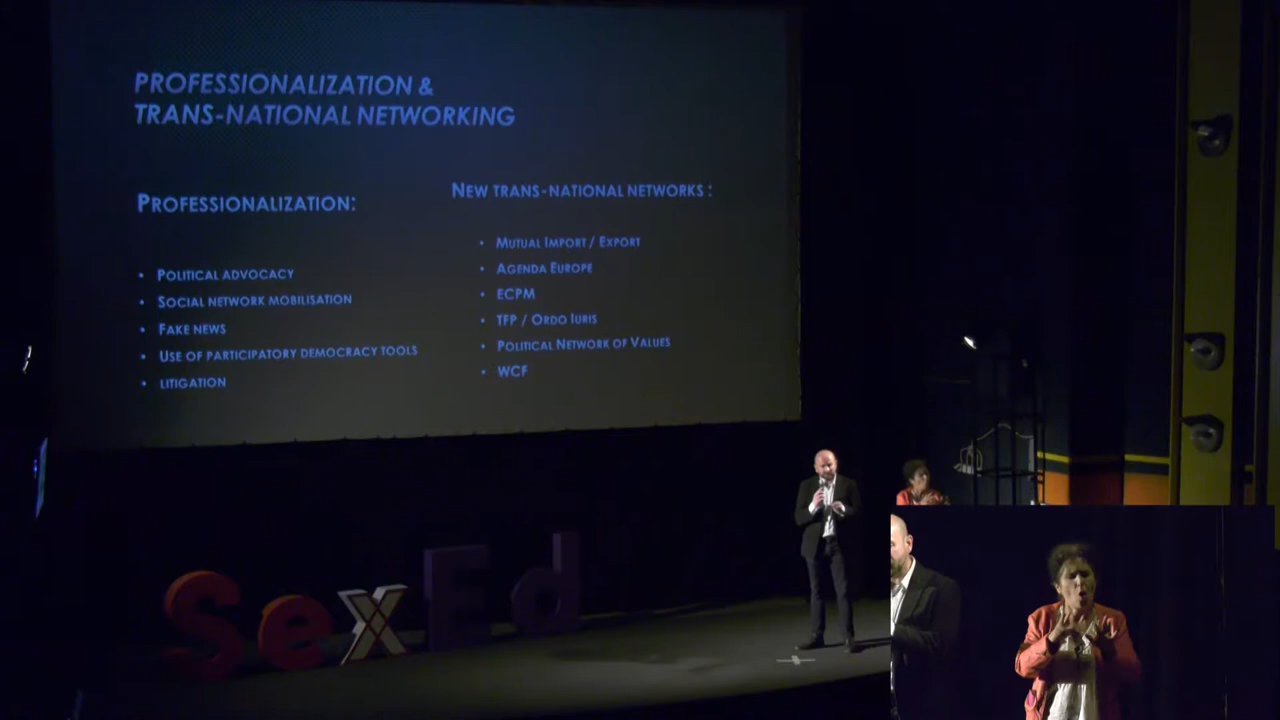 PROFESSIONALIZATION &
TRANS-NATIONAL NETWORKING
PROFESSIONALIZATION:
• POLITICAL ADVOCACY
• SOCIAL NETWORK MOBILISATION
• FAKE NEWS
• USE OF PARTICIPATORY DEMOCRACY TOOLS
• LITIGATION
NEW TRANS-NATIONAL NETWORKS :
• MUTUAL IMPORT / EXPORT
• AGENDA EUROPE
• ECPM
• TFP / ORDO IURIS
• POLITICAL NETWORK OF VALUES
• WCF
SexEd